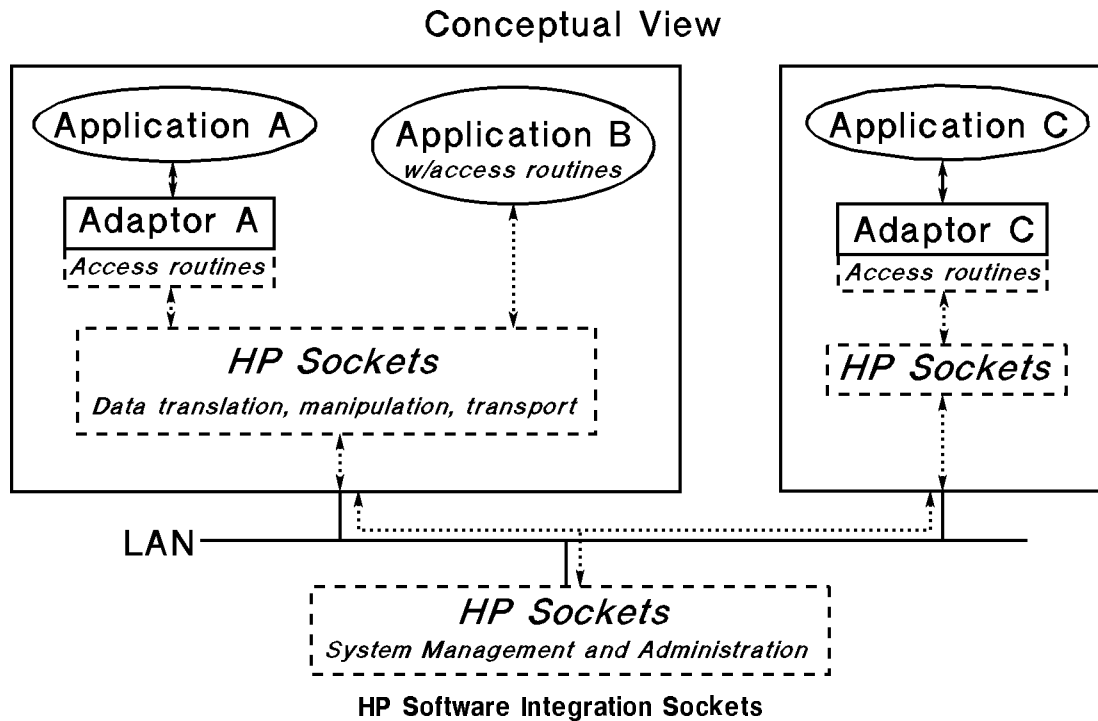 Conceptual View
Application A
Adaptor A
Access routines
Application B
w/access routines
HP Sockets
Data translation, manipulation, transport
Application C
Adaptor C
Access routines
HP Sockets
LAN
HP Sockets
System Management and Administration
HP Software Integration Sockets